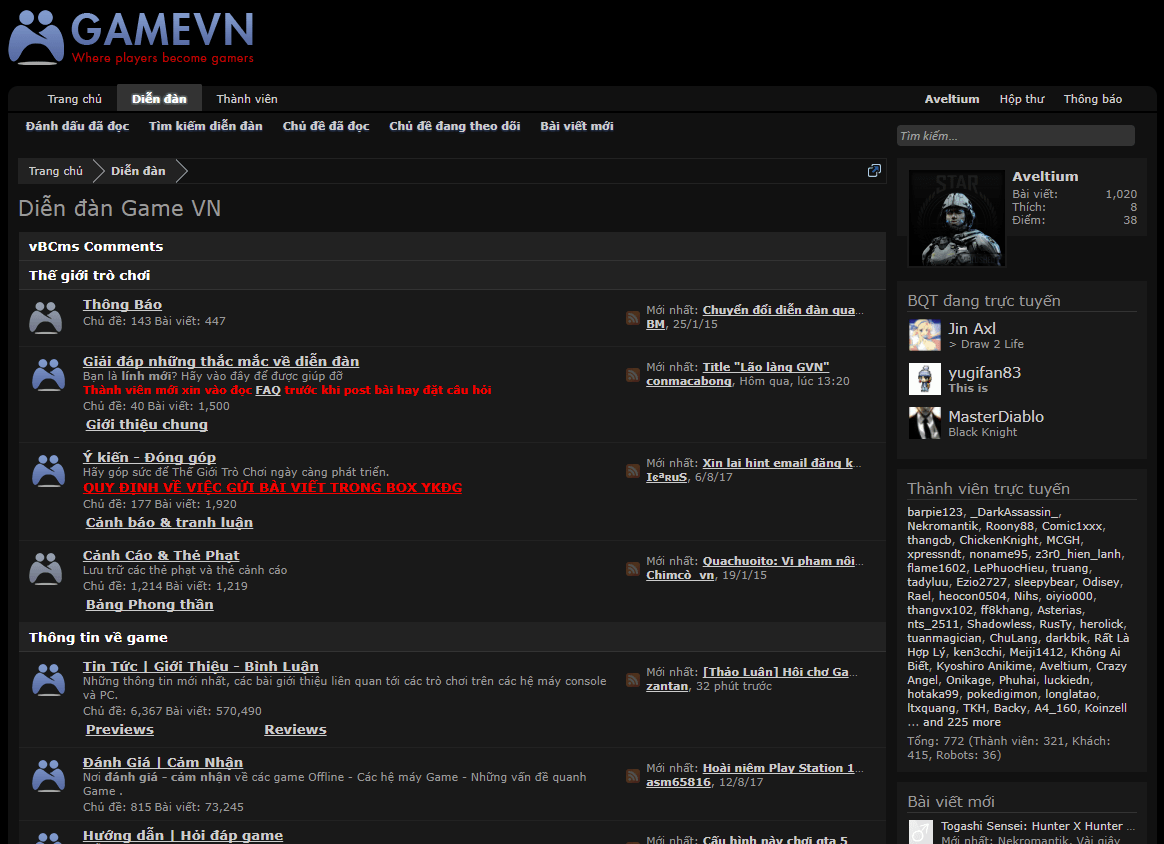 GAMEVN
Where players become gamers
Trang chủ
Diễn đàn
Thành viên
Aveltium
Hộp thư
Thông báo
Đánh dấu đã đọc
Tìm kiếm diễn đàn
Chủ đề đã đọc
Chủ đề đang theo dõi
Bài viết mới
Tìm kiếm...
Trang chủ
Diễn đàn
Diễn đàn Game VN
vBCms Comments
Thế giới trò chơi
Thông Báo
Chủ đề: 143 Bài viết: 447
Mới nhất: Chuyển đổi diễn đàn qua...
BM, 25/1/15
Giải đáp những thắc mắc về diễn đàn
Bạn là lính mới? Hãy vào đây để được giúp đỡ
Thành viên mới xin vào đọc FAQ trước khi post bài hay đặt câu hỏi
Chủ đề: 40 Bài viết: 1,500
Giới thiệu chung
Mới nhất: Title "Lão làng GVN"
conmacabong, Hôm qua, lúc 13:20
Ý kiến - Đóng góp
Hãy góp sức để Thế Giới Trò Chơi ngày càng phát triển.
QUY ĐỊNH VỀ VIỆC GỬI BÀI VIẾT TRONG BOX YKĐG
Chủ đề: 177 Bài viết: 1,920
Cảnh báo & tranh luận
Mới nhất: Xin lại hint email đăng k...
IєªʀuS, 6/8/17
Cảnh Cáo & Thẻ Phạt
Lưu trữ các thẻ phạt và thẻ cảnh cáo
Chủ đề: 1,214 Bài viết: 1,219
Bảng Phong thần
Mới nhất: Quachuoito: Vi phạm nội...
Chimcò_vn, 19/1/15
Thông tin về game
Tin Tức | Giới Thiệu - Bình Luận
Những thông tin mới nhất, các bài giới thiệu liên quan tới các trò chơi trên các hệ máy console
và PC.
Chủ đề: 6,367 Bài viết: 570,490
Previews
Reviews
Mới nhất: [Thảo Luận] Hội chợ Ga...
zantan, 32 phút trước
Đánh Giá | Cảm Nhận
Nơi đánh giá - cảm nhận về các game Offline - Các hệ máy Game - Những vấn đề quanh
Game .
Chủ đề: 815 Bài viết: 73,245
Mới nhất: Hoài niệm Play Station 1...
asm65816, 12/8/17
Hướng dẫn | Hỏi đáp game
Mới nhất: Cấu hình này chơi gta 5
STAR
Aveltium
Bài viết: 1,020
Thích: 8
Điểm: 38
BQT đang trực tuyến
Jin Axl
> Draw 2 Life
yugifan83
This is
MasterDiablo
Black Knight
Thành viên trực tuyến
barpie123, _DarkAssassin_,
Nekromantik, Roony88, Comic1xxx,
thangcb, ChickenKnight, MCGH,
xpressndt, noname95, z3r0_hien_lanh,
flame1602, LePhuocHieu, truang,
tadyluu, Ezio2727, sleepybear, Odisey,
Rael, heocon0504, Nihs, oiyio000,
thangvx102, ff8khang, Asterias,
nts_2511, Shadowless, RusTy, herolick,
tuanmagician, ChuLang, darkbik, Rất Là
Hợp Lý, ken3cchi, Meiji1412, Không Ai
Biết, Kyoshiro Anikime, Aveltium, Crazy
Angel, Onikage, Phuhai, luckiedn,
hotaka99, pokedigimon, longlatao,
ltxquang, TKH, Backy, A4_160, Koinzell
... and 225 more
Tổng: 772 (Thành viên: 321, Khách:
415, Robots: 36)
Bài viết mới
Togashi Sensei: Hunter X Hunter ...
Mới nhất: Nekromantik, Vài giây